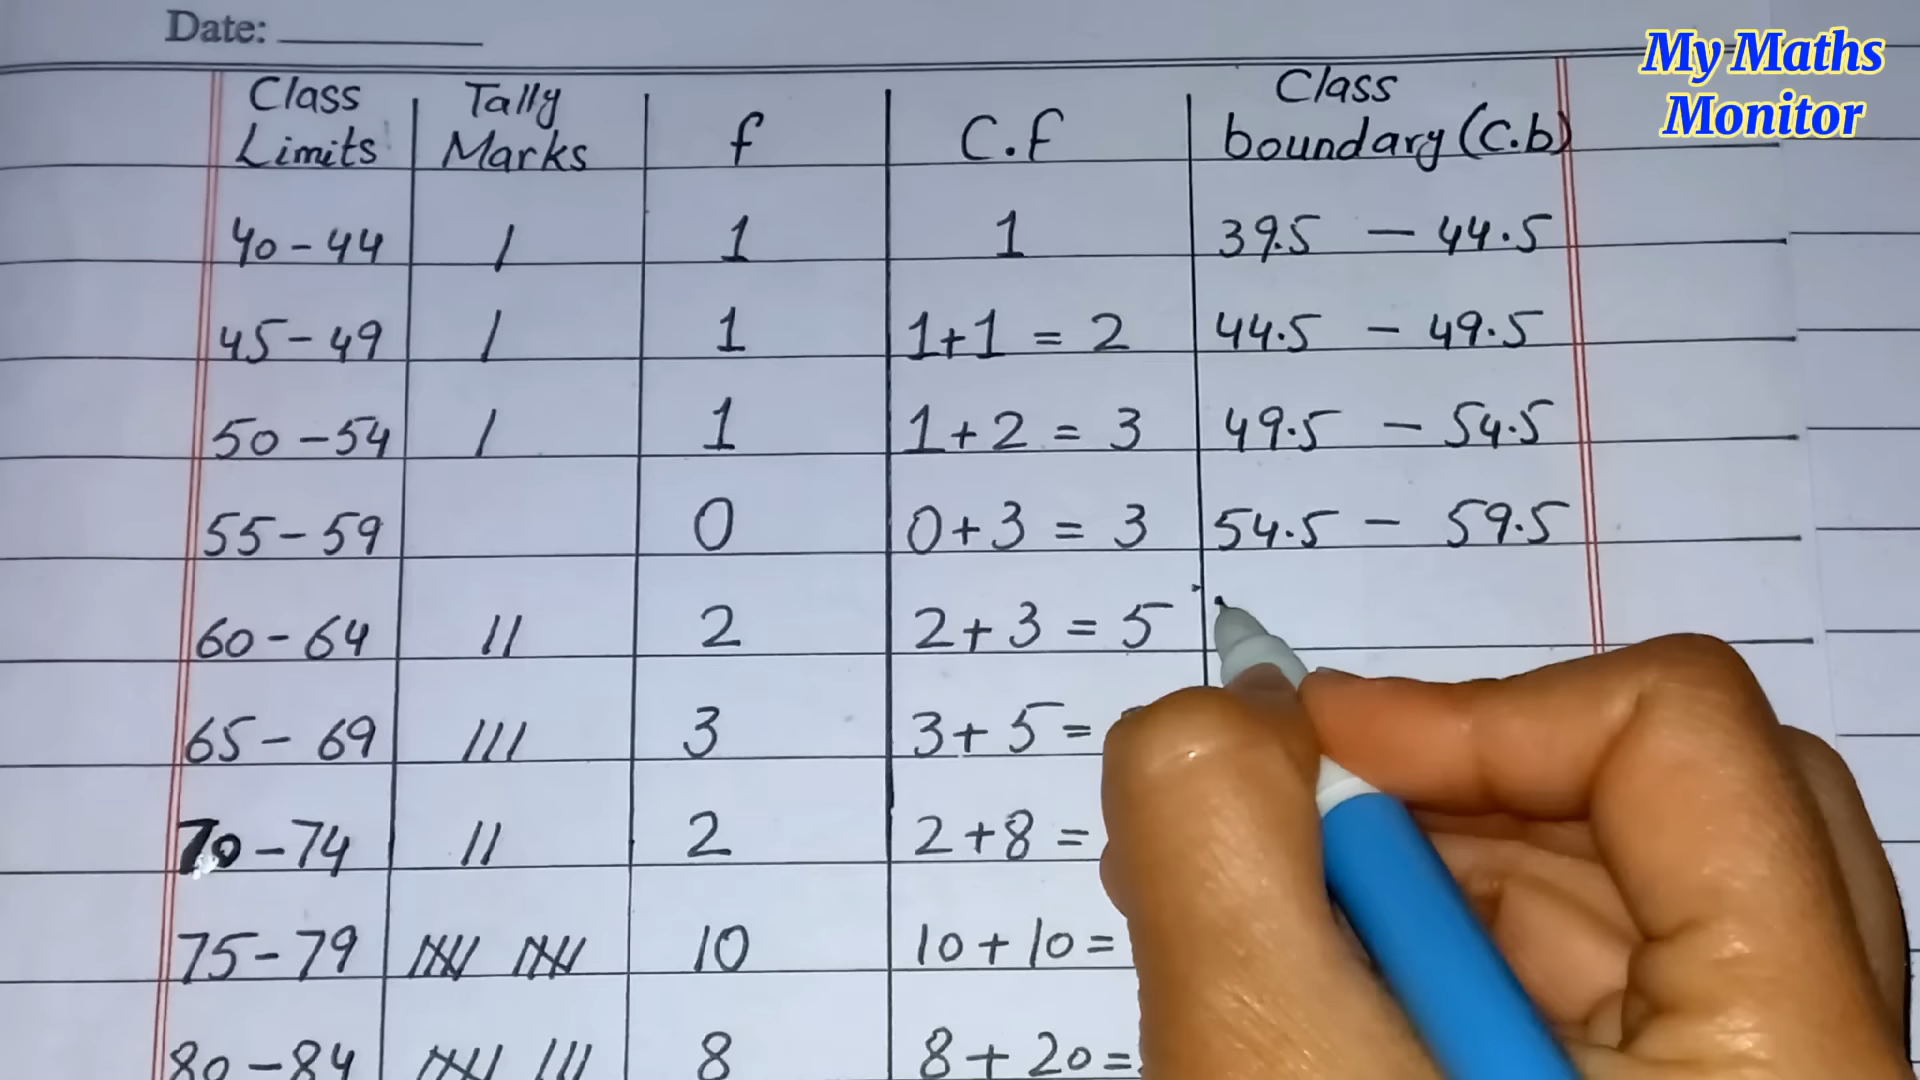 Date:
My Maths
Monitor
Class Limits Tally Marks f C.F Class boundary (C.b)
40 - 44 / 1 1 39.5 - 44.5
45 - 49 / 1 1+1 = 2 44.5 - 49.5
50 - 54 / 1 1+2 = 3 49.5 - 54.5
55 - 59 0 0+3 = 3 54.5 - 59.5
60 - 64 // 2 2+3 = 5
65 - 69 /// 3 3+5=
70 - 74 // 2 2+8=
75 - 79 𝍸 𝍸 10 10+10=
80 - 84 𝍸 /// 8 8+20=